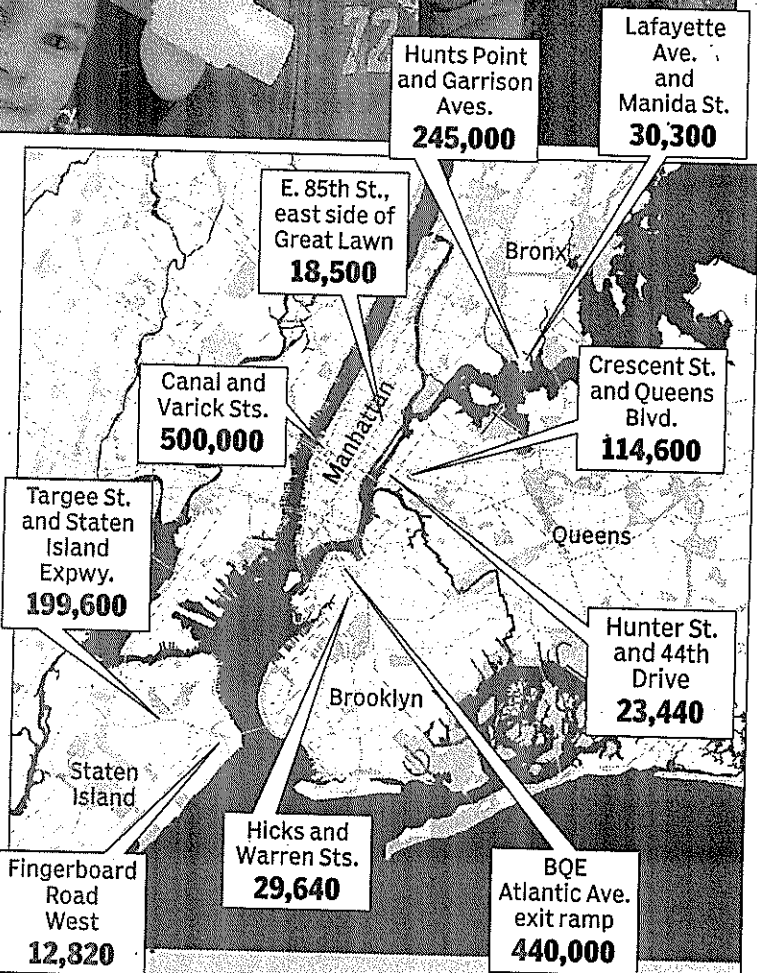 72
Hunts Point
and Garrison
Aves.
245,000
Lafayette
Ave.
and
Manida St.
30,300
E. 85th St.,
east side of
Great Lawn
18,500
Bronx
Canal and
Varick Sts.
500,000
Manhattan
Crescent St.
and Queens
Blvd.
114,600
Targee St.
and Staten
Island
Expwy.
199,600
Queens
Hunter St.
and 44th
Drive
23,440
Brooklyn
Staten
Island
Fingerboard
Road
West
12,820
Hicks and
Warren Sts.
29,640
BQE
Atlantic Ave.
exit ramp
440,000